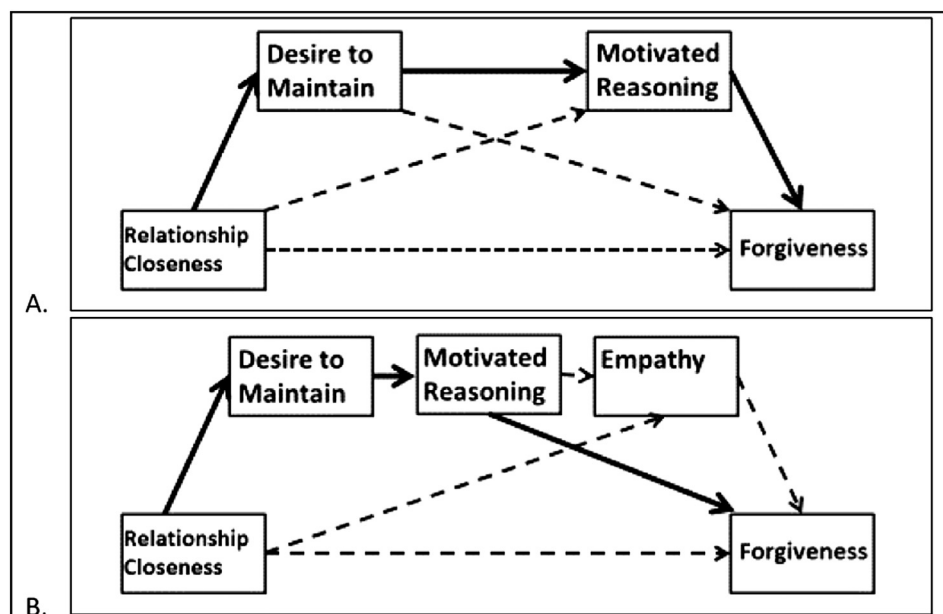 Desire to
Maintain
Motivated
Reasoning
Relationship
Closeness
Forgiveness
A.
Desire to
Maintain
Motivated
Reasoning
Empathy
Relationship
Closeness
Forgiveness
B.